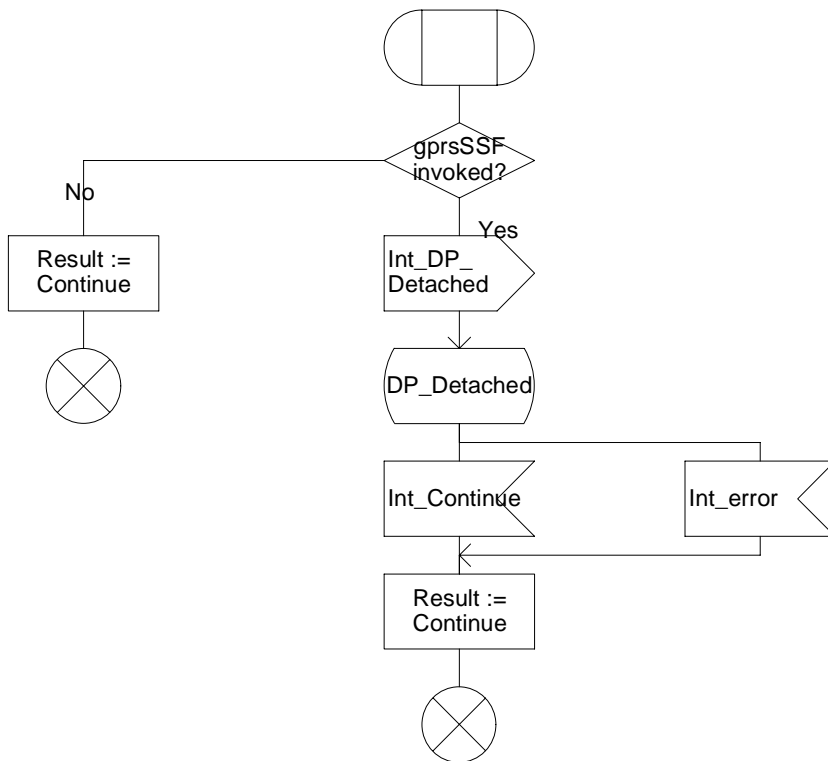 gprsSSF
invoked?
No
Yes
Result :=
Continue
Int_DP_
Detached
DP_Detached
Int_Continue
Int_error
Result :=
Continue